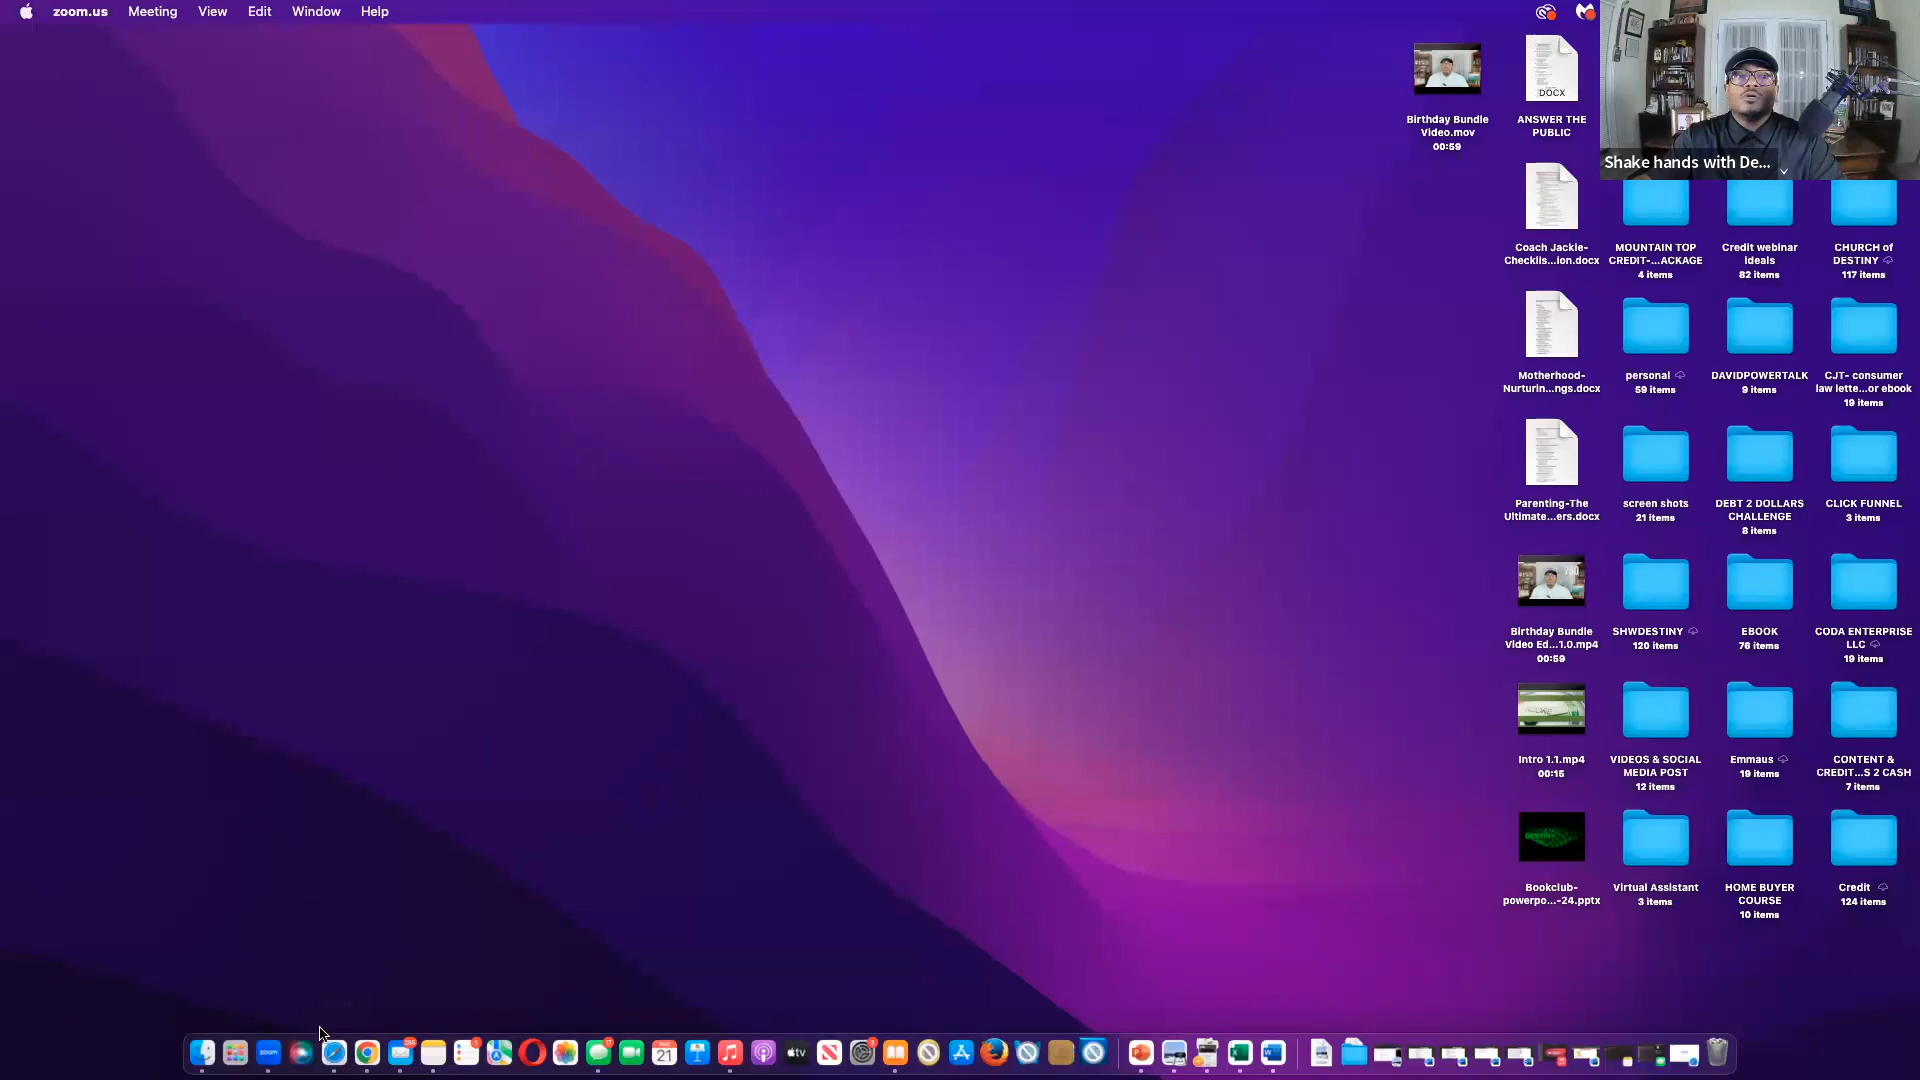 zoom.us Meeting View Edit Window Help
Birthday Bundle
Video.mov
00:59
DOCX
ANSWER THE
PUBLIC
Shake hands with De...
Coach Jackie-
Checklis...ion.docx
MOUNTAIN TOP
CREDIT-...ACKAGE
4 items
Credit webinar
ideals
82 items
CHURCH of
DESTINY
117 items
Motherhood-
Nurturin...ngs.docx
personal
59 items
DAVIDPOWERTALK
9 items
CJT- consumer
law lette...or ebook
19 items
Parenting-The
Ultimate...ers.docx
screen shots
21 items
DEBT 2 DOLLARS
CHALLENGE
8 items
CLICK FUNNEL
3 items
Birthday Bundle
Video Ed...1.0.mp4
00:59
SHWDESTINY
120 items
EBOOK
76 items
CODA ENTERPRISE
LLC
19 items
Intro 1.1.mp4
00:15
VIDEOS & SOCIAL
MEDIA POST
12 items
Emmaus
19 items
CONTENT &
CREDIT...S 2 CASH
7 items
DESTINY
Bookclub-
powerpo...-24.pptx
Virtual Assistant
3 items
HOME BUYER
COURSE
10 items
Credit
124 items
zoom
21
tv